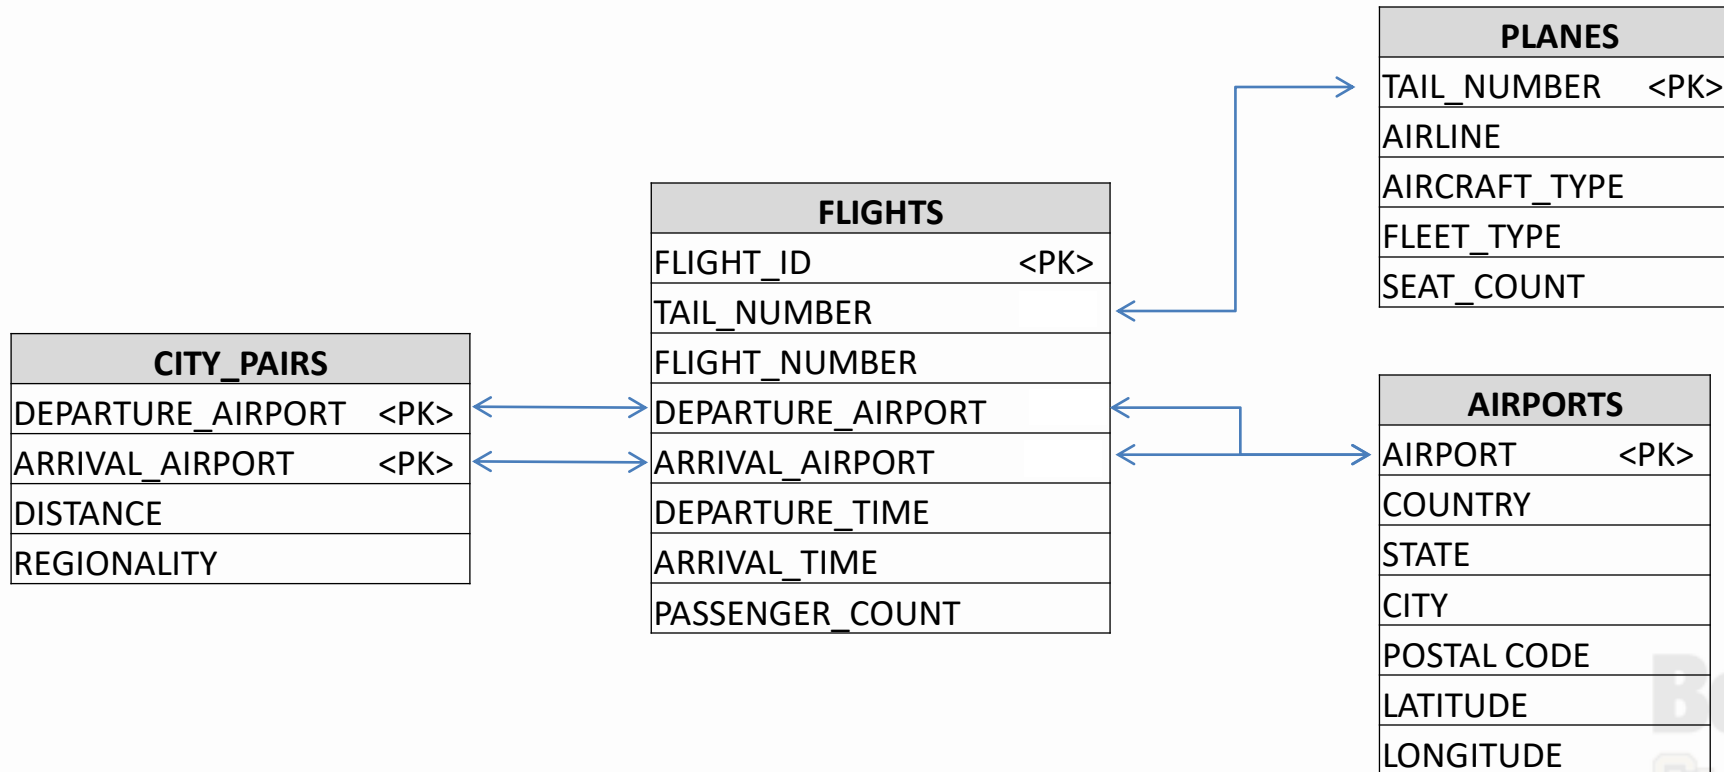 PLANES
TAIL_NUMBER <PK>
AIRLINE
AIRCRAFT_TYPE
FLEET_TYPE
SEAT_COUNT
FLIGHTS
FLIGHT_ID <PK>
TAIL_NUMBER
FLIGHT_NUMBER
DEPARTURE_AIRPORT
ARRIVAL_AIRPORT
DEPARTURE_TIME
ARRIVAL_TIME
PASSENGER_COUNT
CITY_PAIRS
DEPARTURE_AIRPORT <PK>
ARRIVAL_AIRPORT <PK>
DISTANCE
REGIONALITY
AIRPORTS
AIRPORT <PK>
COUNTRY
STATE
CITY
POSTAL CODE
LATITUDE
LONGITUDE